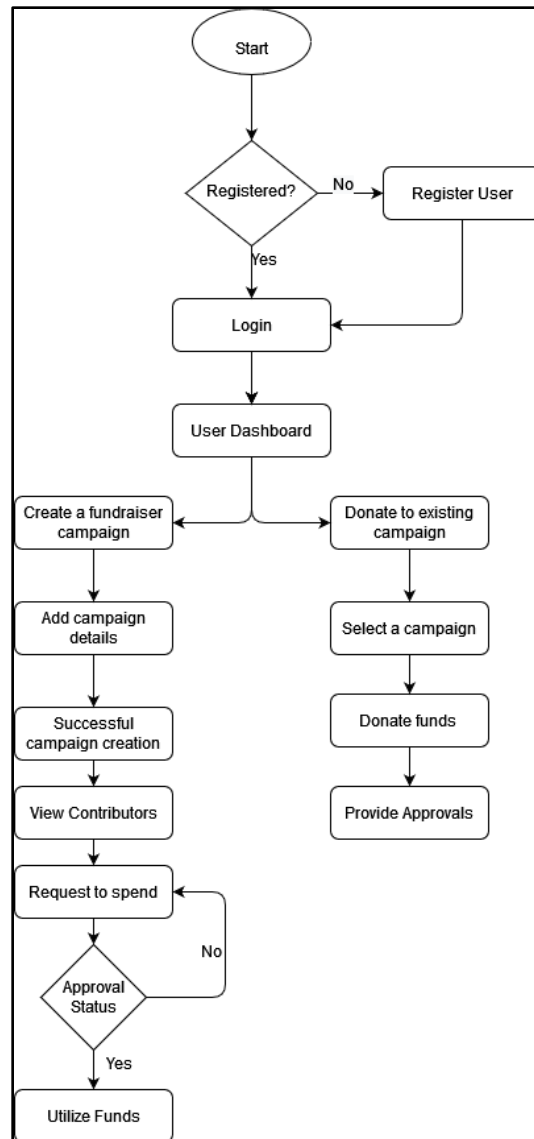 Start
Registered?
No
Register User
Yes
Login
User Dashboard
Create a fundraiser
campaign
Donate to existing
campaign
Add campaign
details
Select a campaign
Successful
campaign creation
Donate funds
View Contributors
Provide Approvals
Request to spend
No
Approval
Status
Yes
Utilize Funds